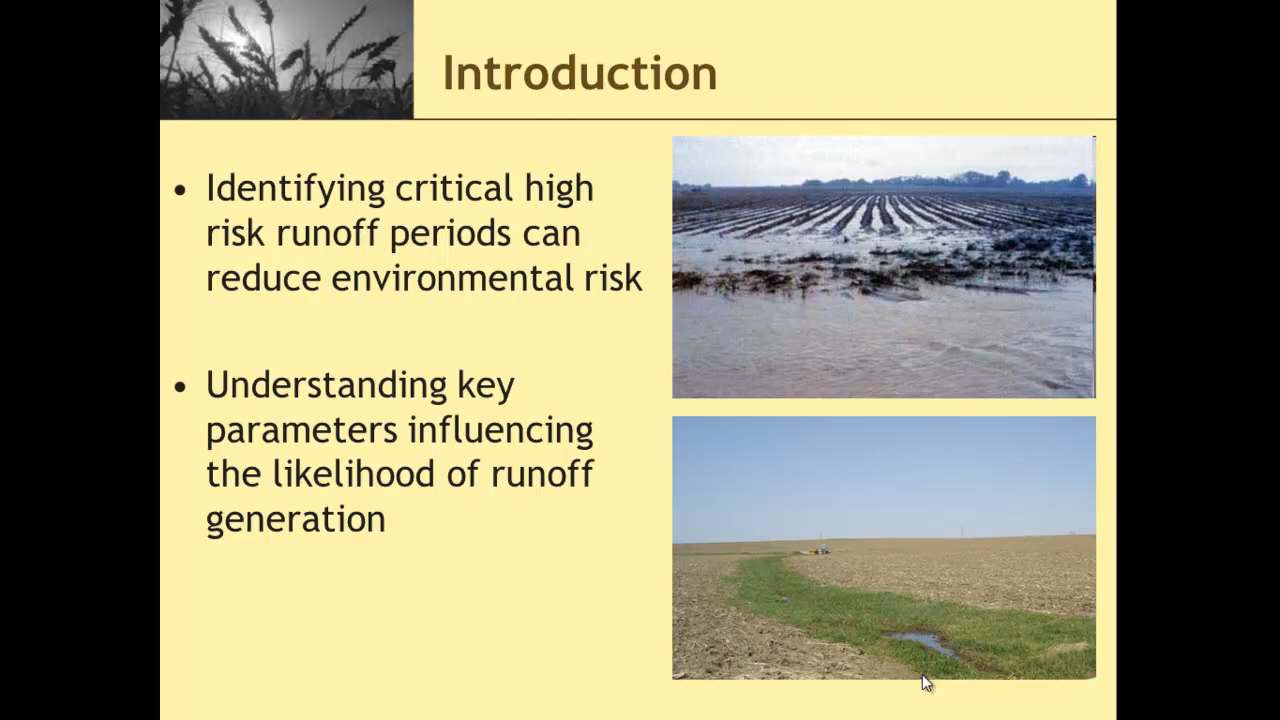 Introduction
• Identifying critical high
risk runoff periods can
reduce environmental risk
• Understanding key
parameters influencing
the likelihood of runoff
generation